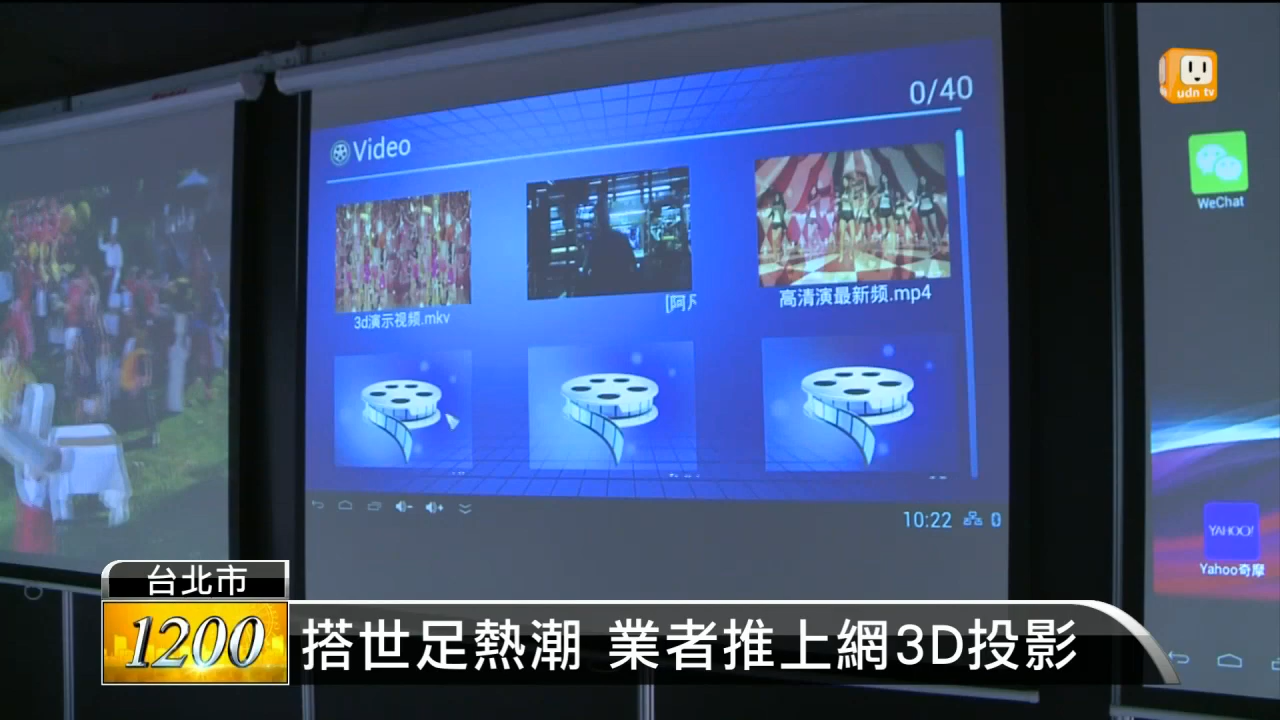 0/40
Video
udn tv
WeChat
3d演示视频.mkv
[阿凡
高清演最新频.mp4
10:22
YAHOO!
Yahoo奇摩
台北市
1200
搭世足熱潮 業者推上網3D投影